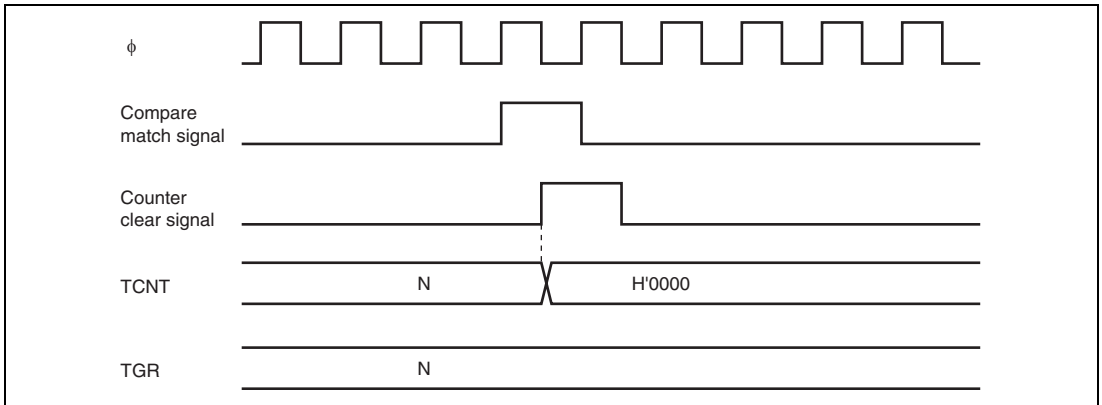 ϕ
Compare
match signal
Counter
clear signal
TCNT N H'0000
TGR N